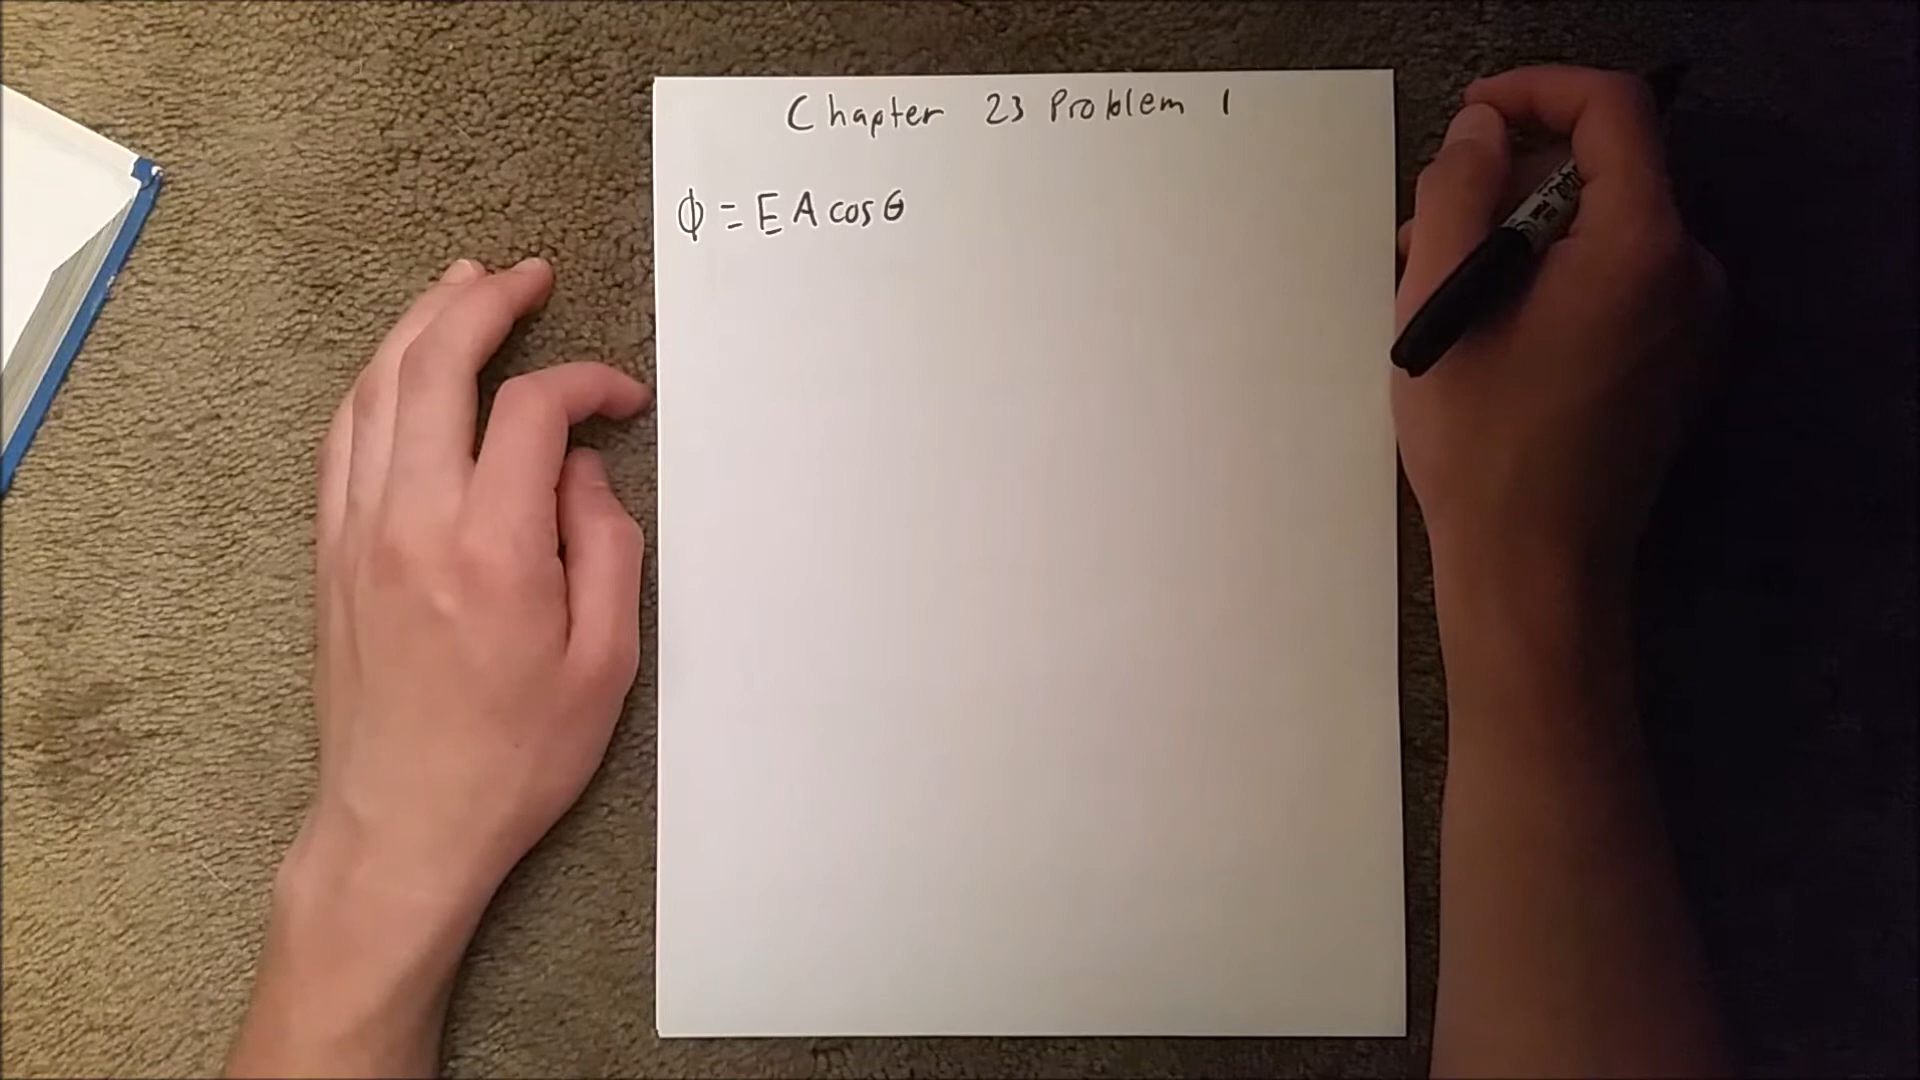 Chapter 23 Problem 1
Φ = E A cos θ